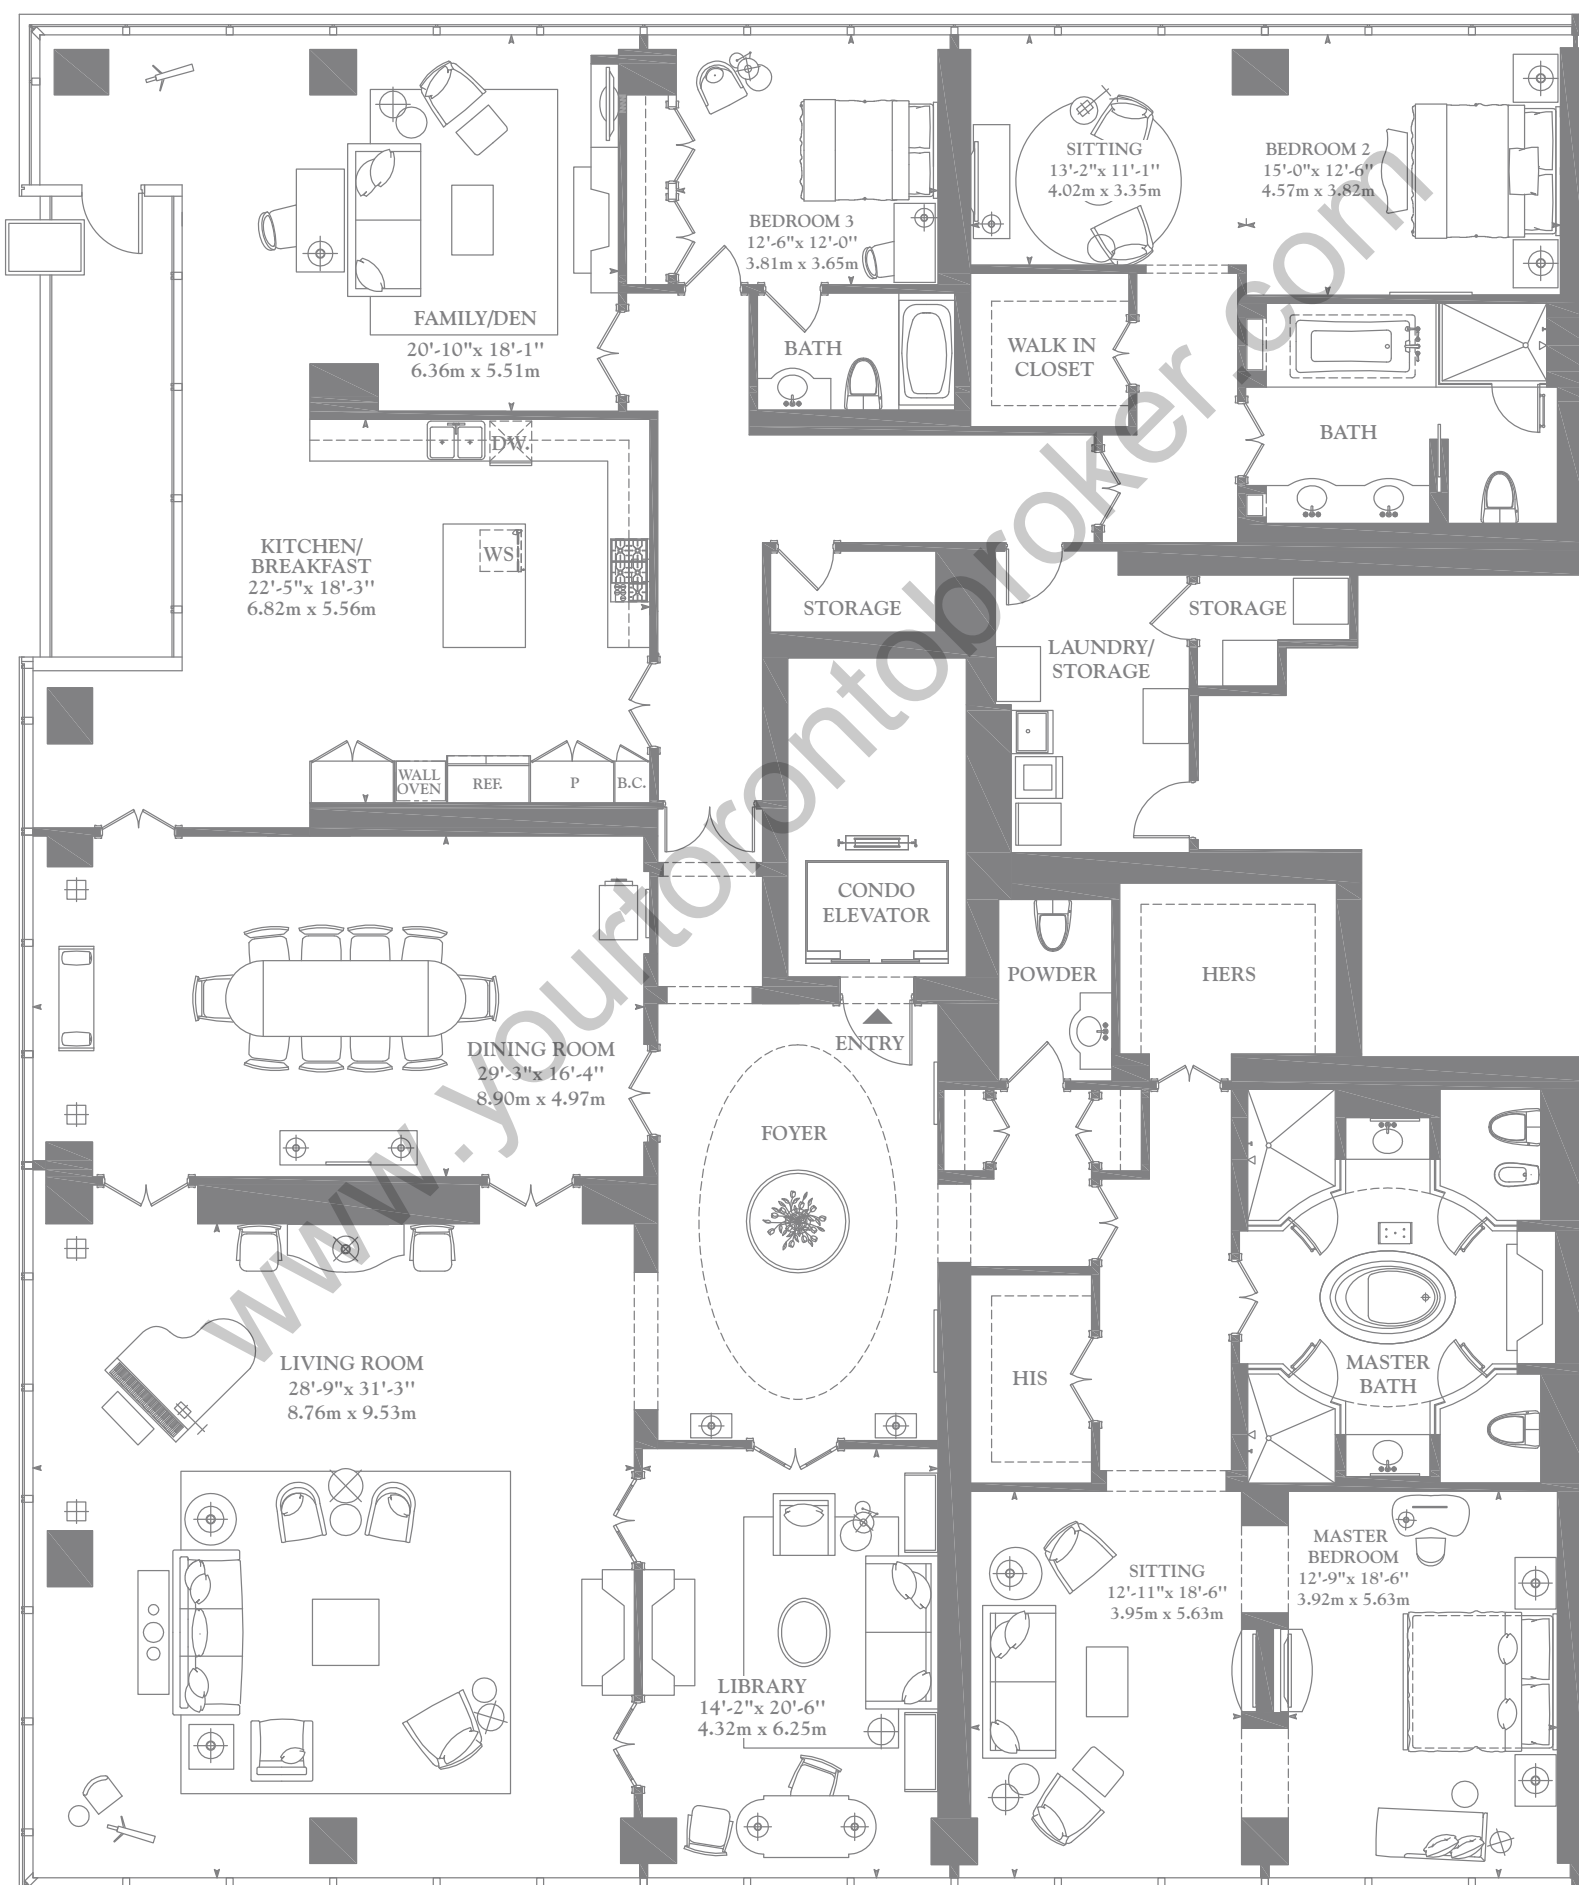 SITTING
13'-2"x 11'-1"
4.02m x 3.35m
BEDROOM 2
15'-0"x 12'-6"
4.57m x 3.82m
BEDROOM 3
12'-6"x 12'-0"
3.81m x 3.65m
FAMILY/DEN
20'-10"x 18'-1"
6.36m x 5.51m
BATH
WALK IN
CLOSET
BATH
DW.
KITCHEN/
BREAKFAST
22'-5"x 18'-3"
6.82m x 5.56m
WS
STORAGE
STORAGE
LAUNDRY/
STORAGE
WALL
OVEN
REF.
P
B.C.
CONDO
ELEVATOR
POWDER
HERS
ENTRY
DINING ROOM
29'-3"x 16'-4"
8.90m x 4.97m
FOYER
LIVING ROOM
28'-9"x 31'-3"
8.76m x 9.53m
HIS
MASTER
BATH
MASTER
BEDROOM
12'-9"x 18'-6"
3.92m x 5.63m
SITTING
12'-11"x 18'-6"
3.95m x 5.63m
LIBRARY
14'-2"x 20'-6"
4.32m x 6.25m
www.yourtorontobroker.com